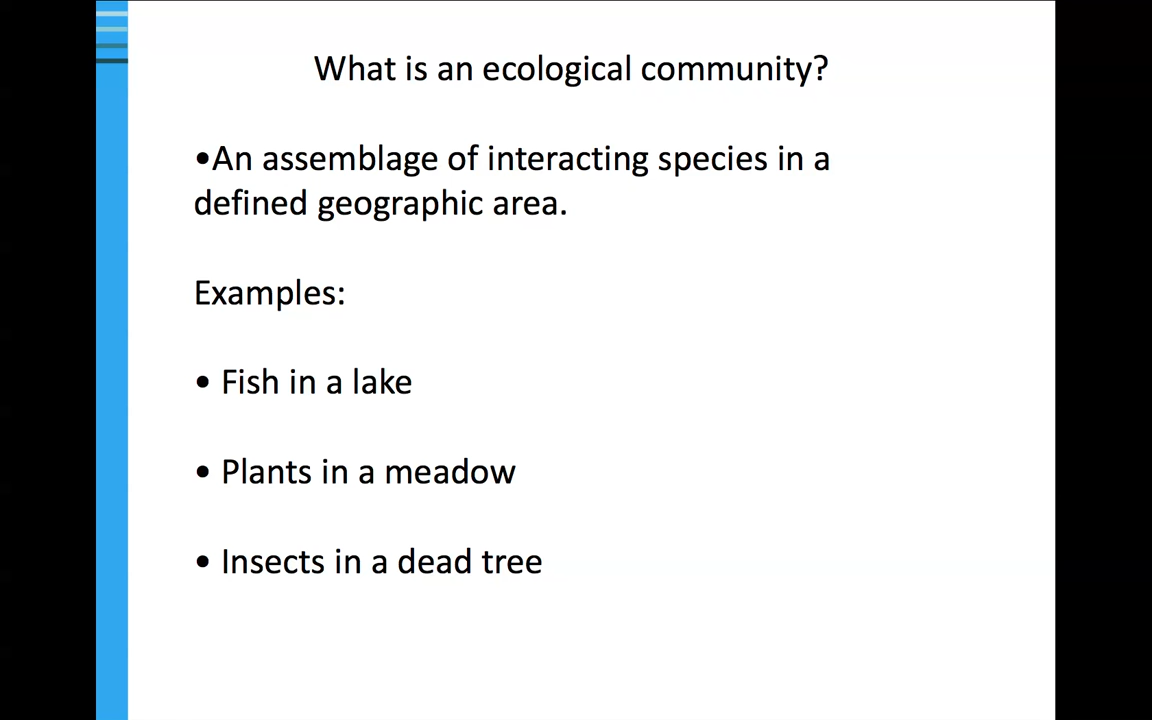 What is an ecological community?
•An assemblage of interacting species in a
defined geographic area.
Examples:
• Fish in a lake
• Plants in a meadow
• Insects in a dead tree